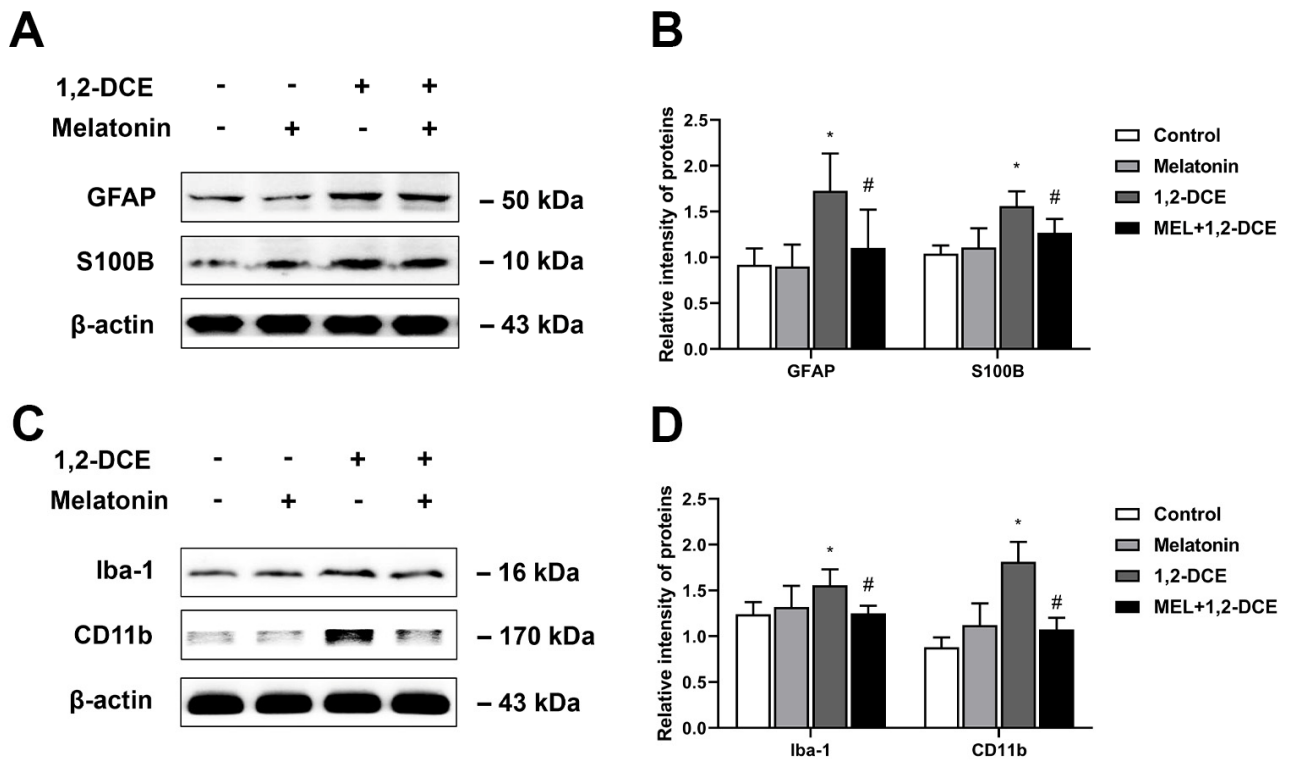 A
1,2-DCE - - + +
Melatonin - + - +
GFAP – 50 kDa
S100B – 10 kDa
β-actin – 43 kDa
B
Relative intensity of proteins
2.5
2.0
1.5
1.0
0.5
0.0
* # * #
GFAP S100B
Control
Melatonin
1,2-DCE
MEL+1,2-DCE
C
1,2-DCE - - + +
Melatonin - + - +
Iba-1 – 16 kDa
CD11b – 170 kDa
β-actin – 43 kDa
D
Relative intensity of proteins
2.5
2.0
1.5
1.0
0.5
0.0
* # * #
Iba-1 CD11b
Control
Melatonin
1,2-DCE
MEL+1,2-DCE